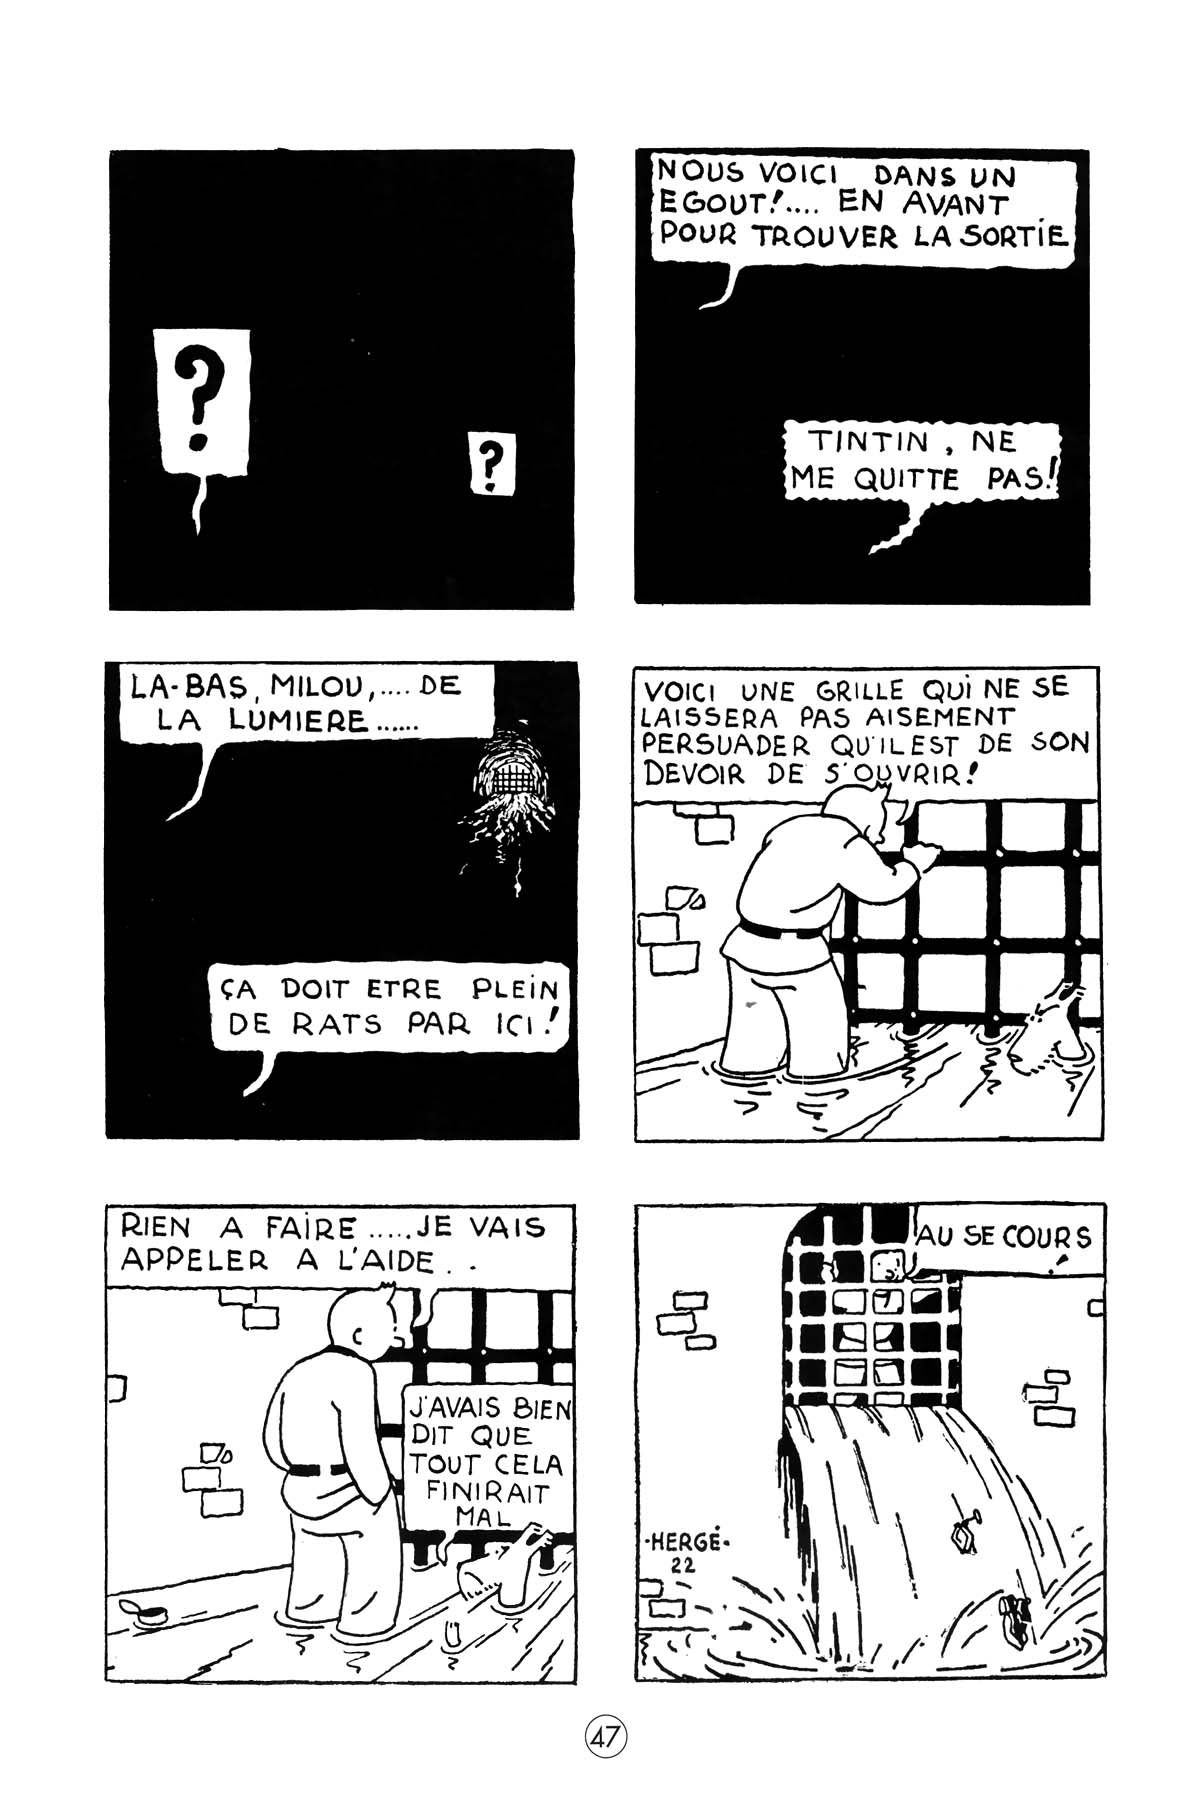 ?
?
NOUS VOICI DANS UN
EGOUT!.... EN AVANT
POUR TROUVER LA SORTIE
TINTIN, NE
ME QUITTE PAS!
LA-BAS, MILOU,.... DE
LA LUMIERE......
ÇA DOIT ETRE PLEIN
DE RATS PAR IÇI!
VOICI UNE GRILLE QUI NE SE
LAISSERA PAS AISEMENT
PERSUADER QU'IL EST DE SON
DEVOIR DE S'OUVRIR!
RIEN A FAIRE.....JE VAIS
APPELER A L'AIDE..
J'AVAIS BIEN
DIT QUE
TOUT CELA
FINIRAIT
MAL
AU SECOURS
!
·HERGÉ·
22
47